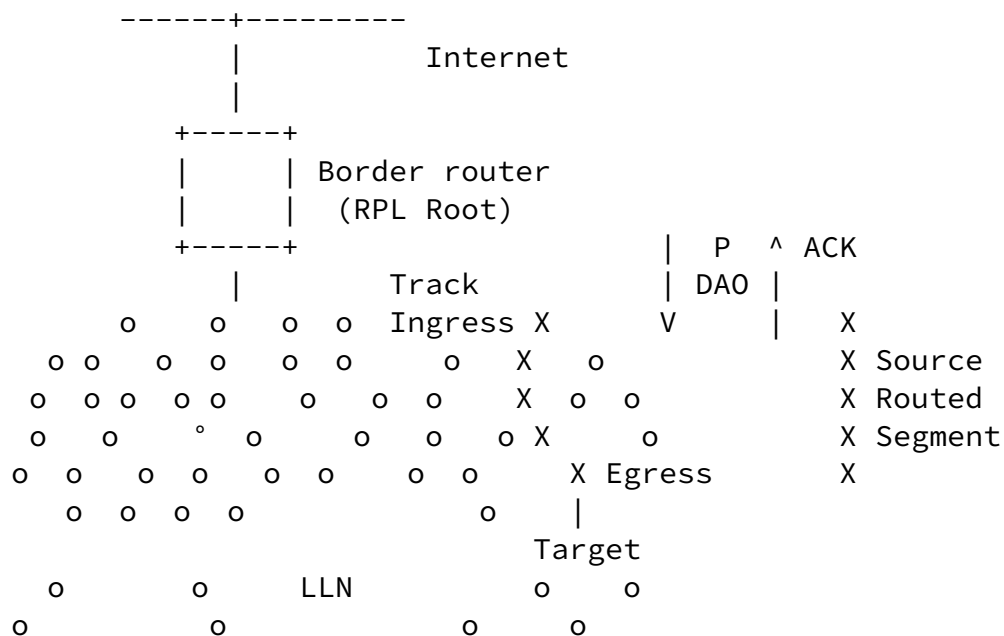 ------+---------
| Internet
|
+-----+
| | Border router
| | (RPL Root)
+-----+ | P ^ ACK
| Track | DAO |
o o o o Ingress X V | X
o o o o o o o X o X Source
o o o o o o o o X o o X Routed
o o ° o o o o X o X Segment
o o o o o o o o X Egress X
o o o o o |
Target
o o LLN o o
o o o o